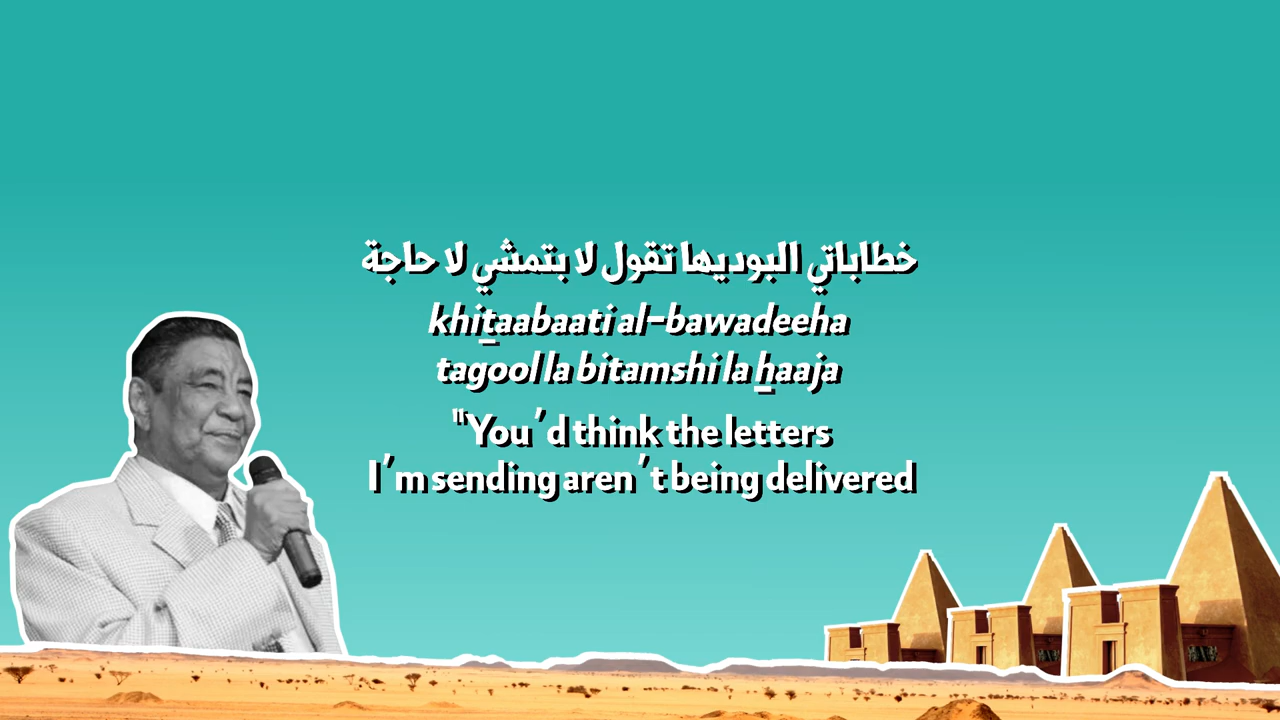 خطاباتي البوديها تقول لا بتمشي لا حاجة
khiṯaabaati al-bawadeeha
tagool la bitamshi la ẖaaja
"You'd think the letters
I'm sending aren't being delivered